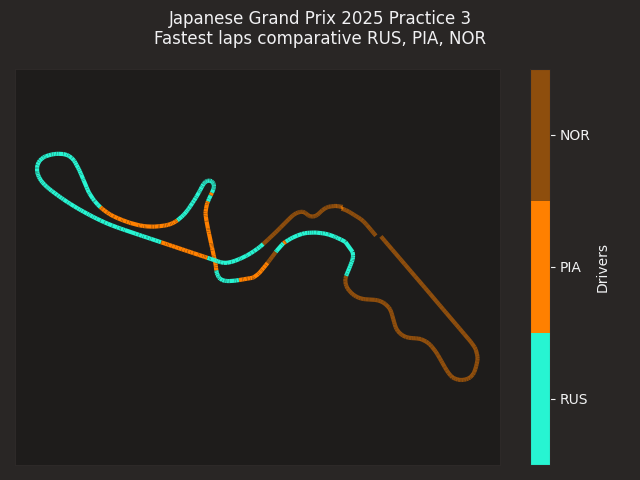 Japanese Grand Prix 2025 Practice 3
Fastest laps comparative RUS, PIA, NOR
NOR
PIA
RUS
Drivers